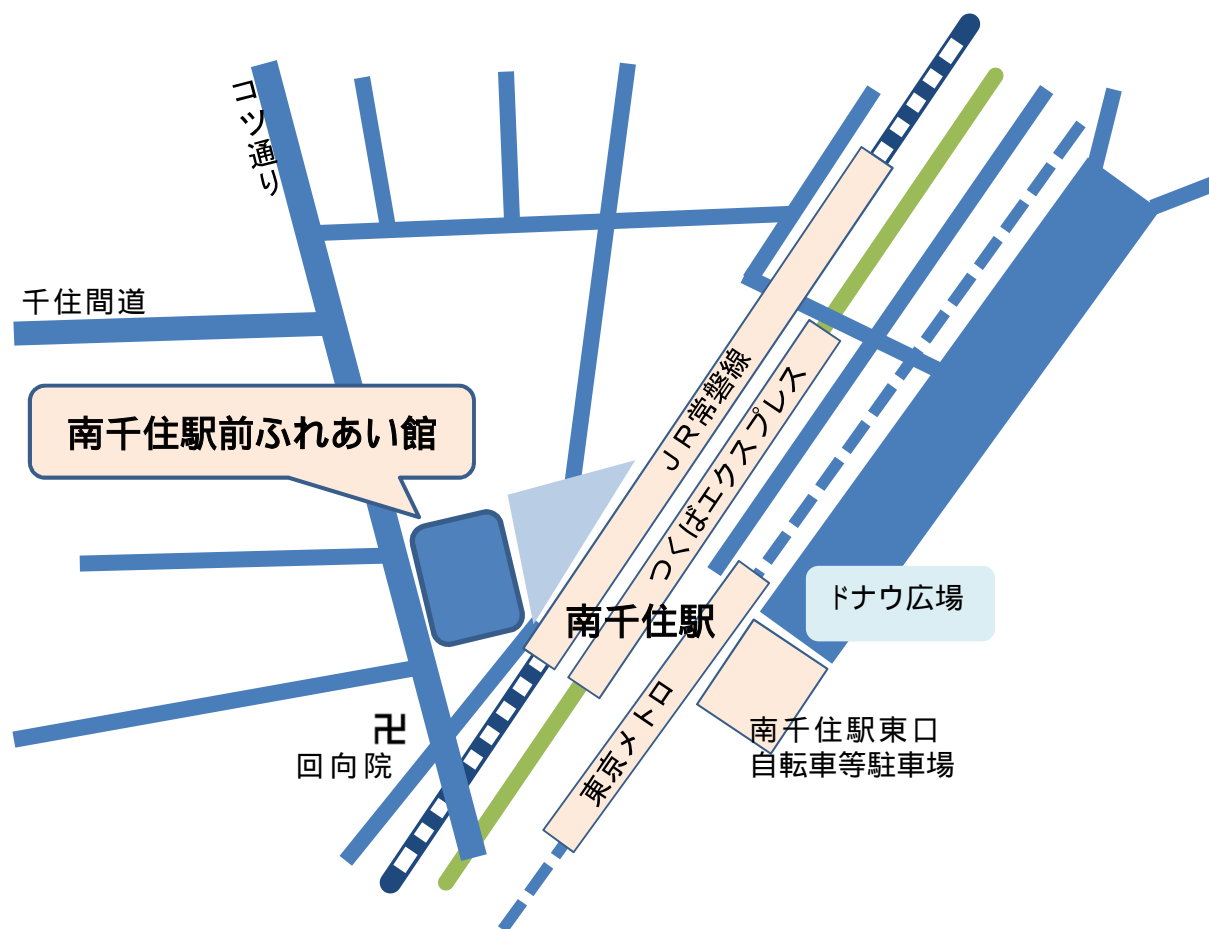 コツ通り
千住間道
南千住駅前ふれあい館
ＪＲ常磐線
つくばエクスプレス
ドナウ広場
南千住駅
東京メトロ
卍
回向院
南千住駅東口
自転車等駐車場